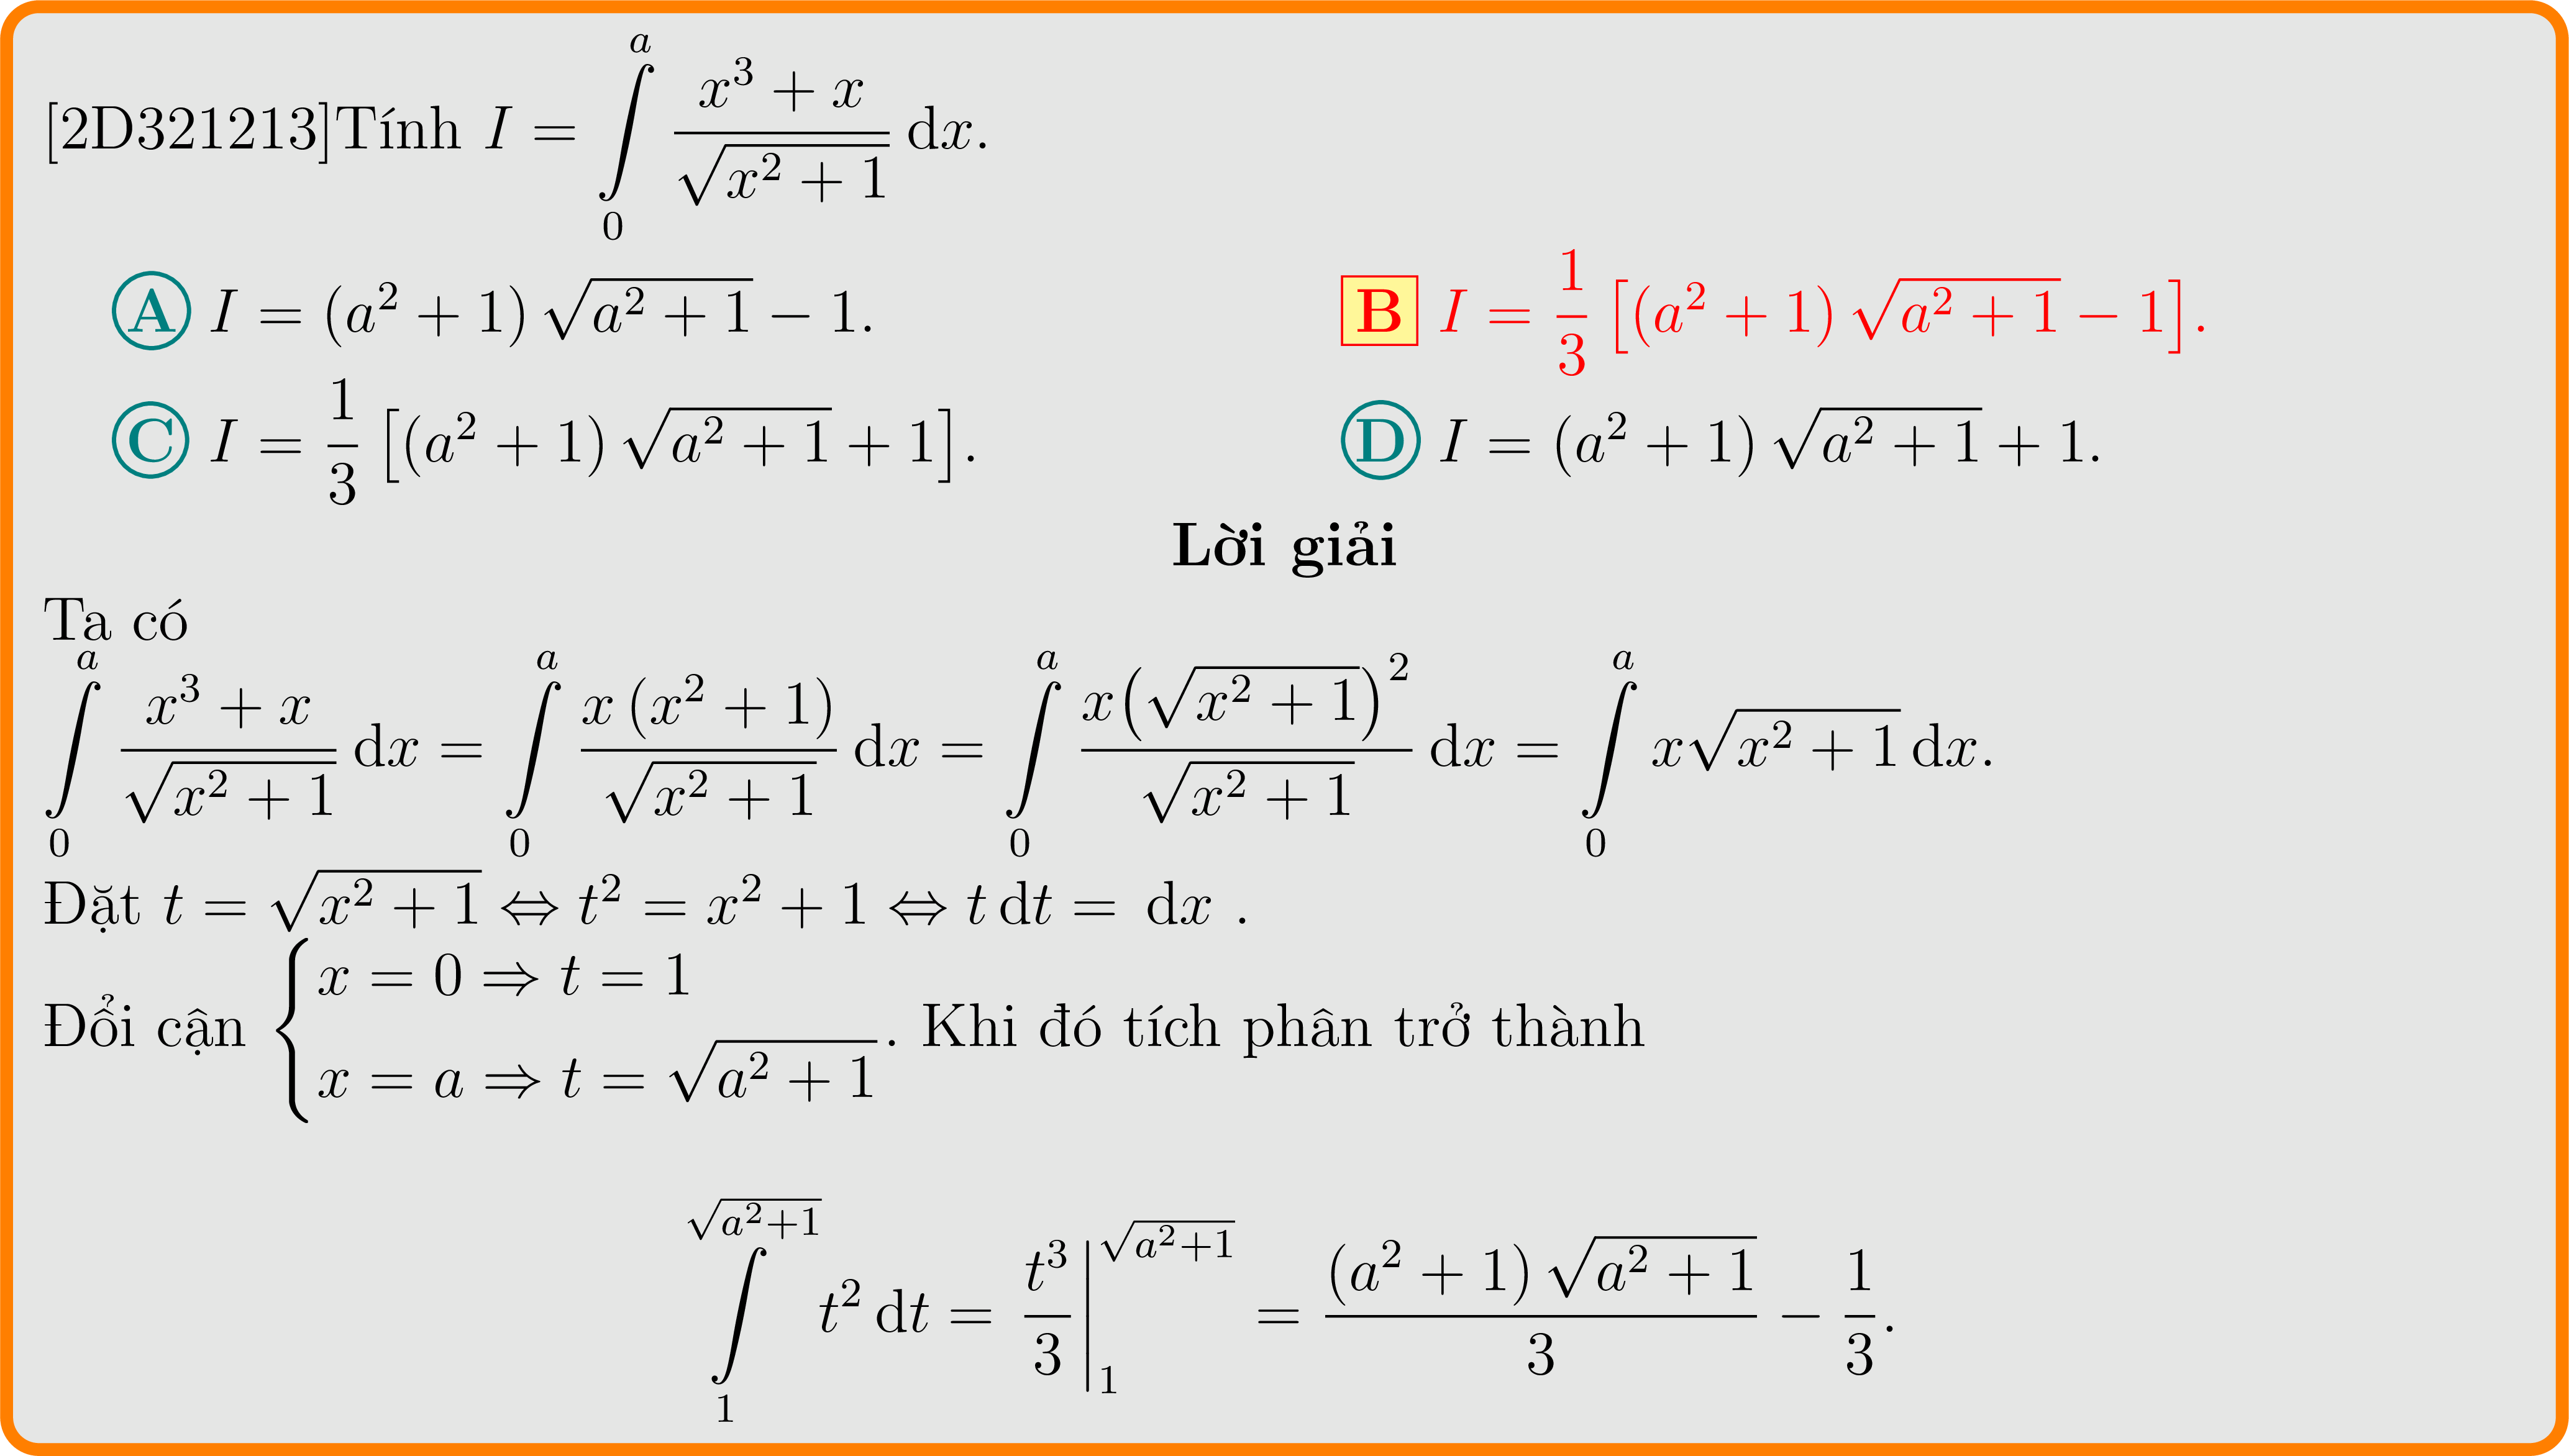 [2D321213]Tính $I = \int\limits_0^a \frac{x^3 + x}{\sqrt{x^2 + 1}} \, \mathrm{d}x.$
A $I = (a^2 + 1)\sqrt{a^2 + 1} - 1.$ B $I = \frac{1}{3}\left[(a^2 + 1)\sqrt{a^2 + 1} - 1\right].$
C $I = \frac{1}{3}\left[(a^2 + 1)\sqrt{a^2 + 1} + 1\right].$ D $I = (a^2 + 1)\sqrt{a^2 + 1} + 1.$
Lời giải
Ta có
$\int\limits_0^a \frac{x^3 + x}{\sqrt{x^2 + 1}} \, \mathrm{d}x = \int\limits_0^a \frac{x(x^2 + 1)}{\sqrt{x^2 + 1}} \, \mathrm{d}x = \int\limits_0^a \frac{x(\sqrt{x^2 + 1})^2}{\sqrt{x^2 + 1}} \, \mathrm{d}x = \int\limits_0^a x\sqrt{x^2 + 1} \, \mathrm{d}x.$
Đặt $t = \sqrt{x^2 + 1} \Leftrightarrow t^2 = x^2 + 1 \Leftrightarrow t \, \mathrm{d}t = \mathrm{d}x$ .
Đổi cận $\begin{cases} x = 0 \Rightarrow t = 1 \\ x = a \Rightarrow t = \sqrt{a^2 + 1} \end{cases}$. Khi đó tích phân trở thành
$\int\limits_1^{\sqrt{a^2+1}} t^2 \, \mathrm{d}t = \left.\frac{t^3}{3}\right|_1^{\sqrt{a^2+1}} = \frac{(a^2 + 1)\sqrt{a^2 + 1}}{3} - \frac{1}{3}.$